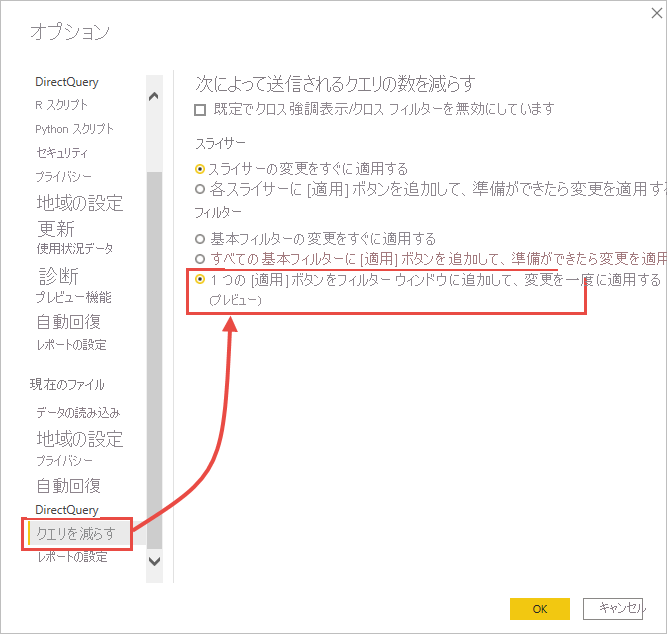 オプション
DirectQuery
R スクリプト
Python スクリプト
セキュリティ
プライバシー
地域の設定
更新
使用状況データ
診断
プレビュー機能
自動回復
レポートの設定
現在のファイル
データの読み込み
地域の設定
プライバシー
自動回復
DirectQuery
クエリを減らす
レポートの設定
次によって送信されるクエリの数を減らす
既定でクロス強調表示/クロス フィルターを無効にしています
スライサー
スライサーの変更をすぐに適用する
各スライサーに [適用] ボタンを追加して、準備ができたら変更を適用する
フィルター
基本フィルターの変更をすぐに適用する
すべての基本フィルターに [適用] ボタンを追加して、準備ができたら変更を適用
1 つの [適用] ボタンをフィルター ウィンドウに追加して、変更を一度に適用する
(プレビュー)
OK
キャンセル